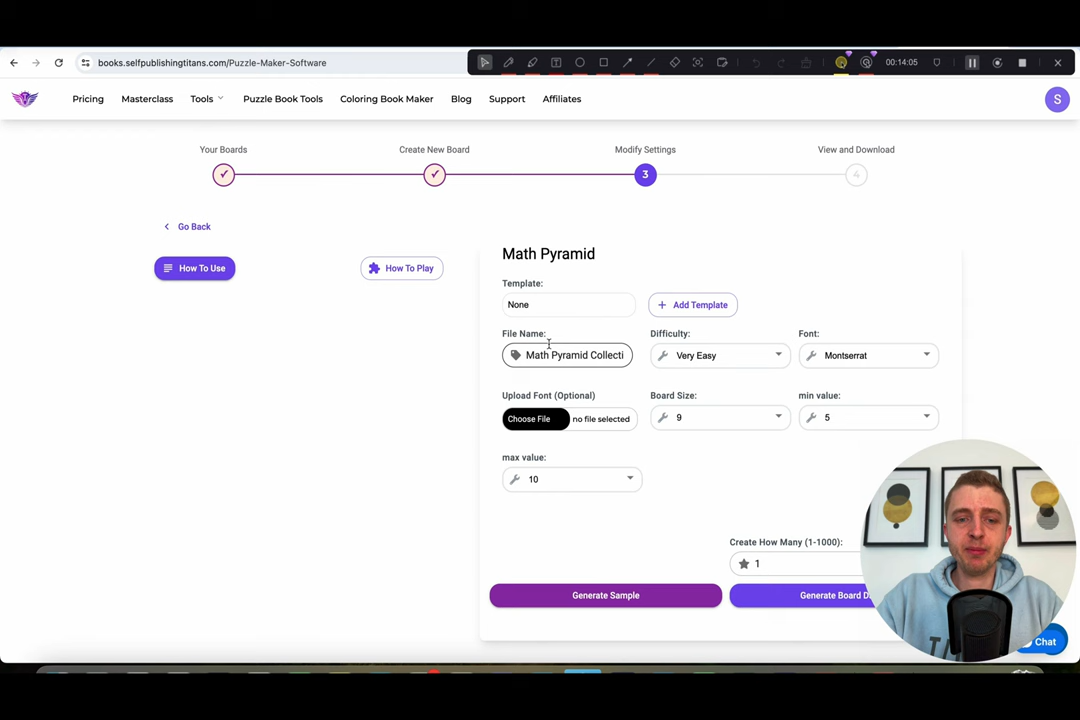 books.selfpublishingtitans.com/Puzzle-Maker-Software
00:14:05
Pricing
Masterclass
Tools
Puzzle Book Tools
Coloring Book Maker
Blog
Support
Affiliates
S
Your Boards
Create New Board
Modify Settings
View and Download
3
4
Go Back
How To Use
How To Play
Math Pyramid
Template:
None
Add Template
File Name:
Difficulty:
Font:
Math Pyramid Collecti
Very Easy
Montserrat
Upload Font (Optional)
Board Size:
min value:
Choose File
no file selected
9
5
max value:
10
Create How Many (1-1000):
1
Generate Sample
Generate Board D
Chat